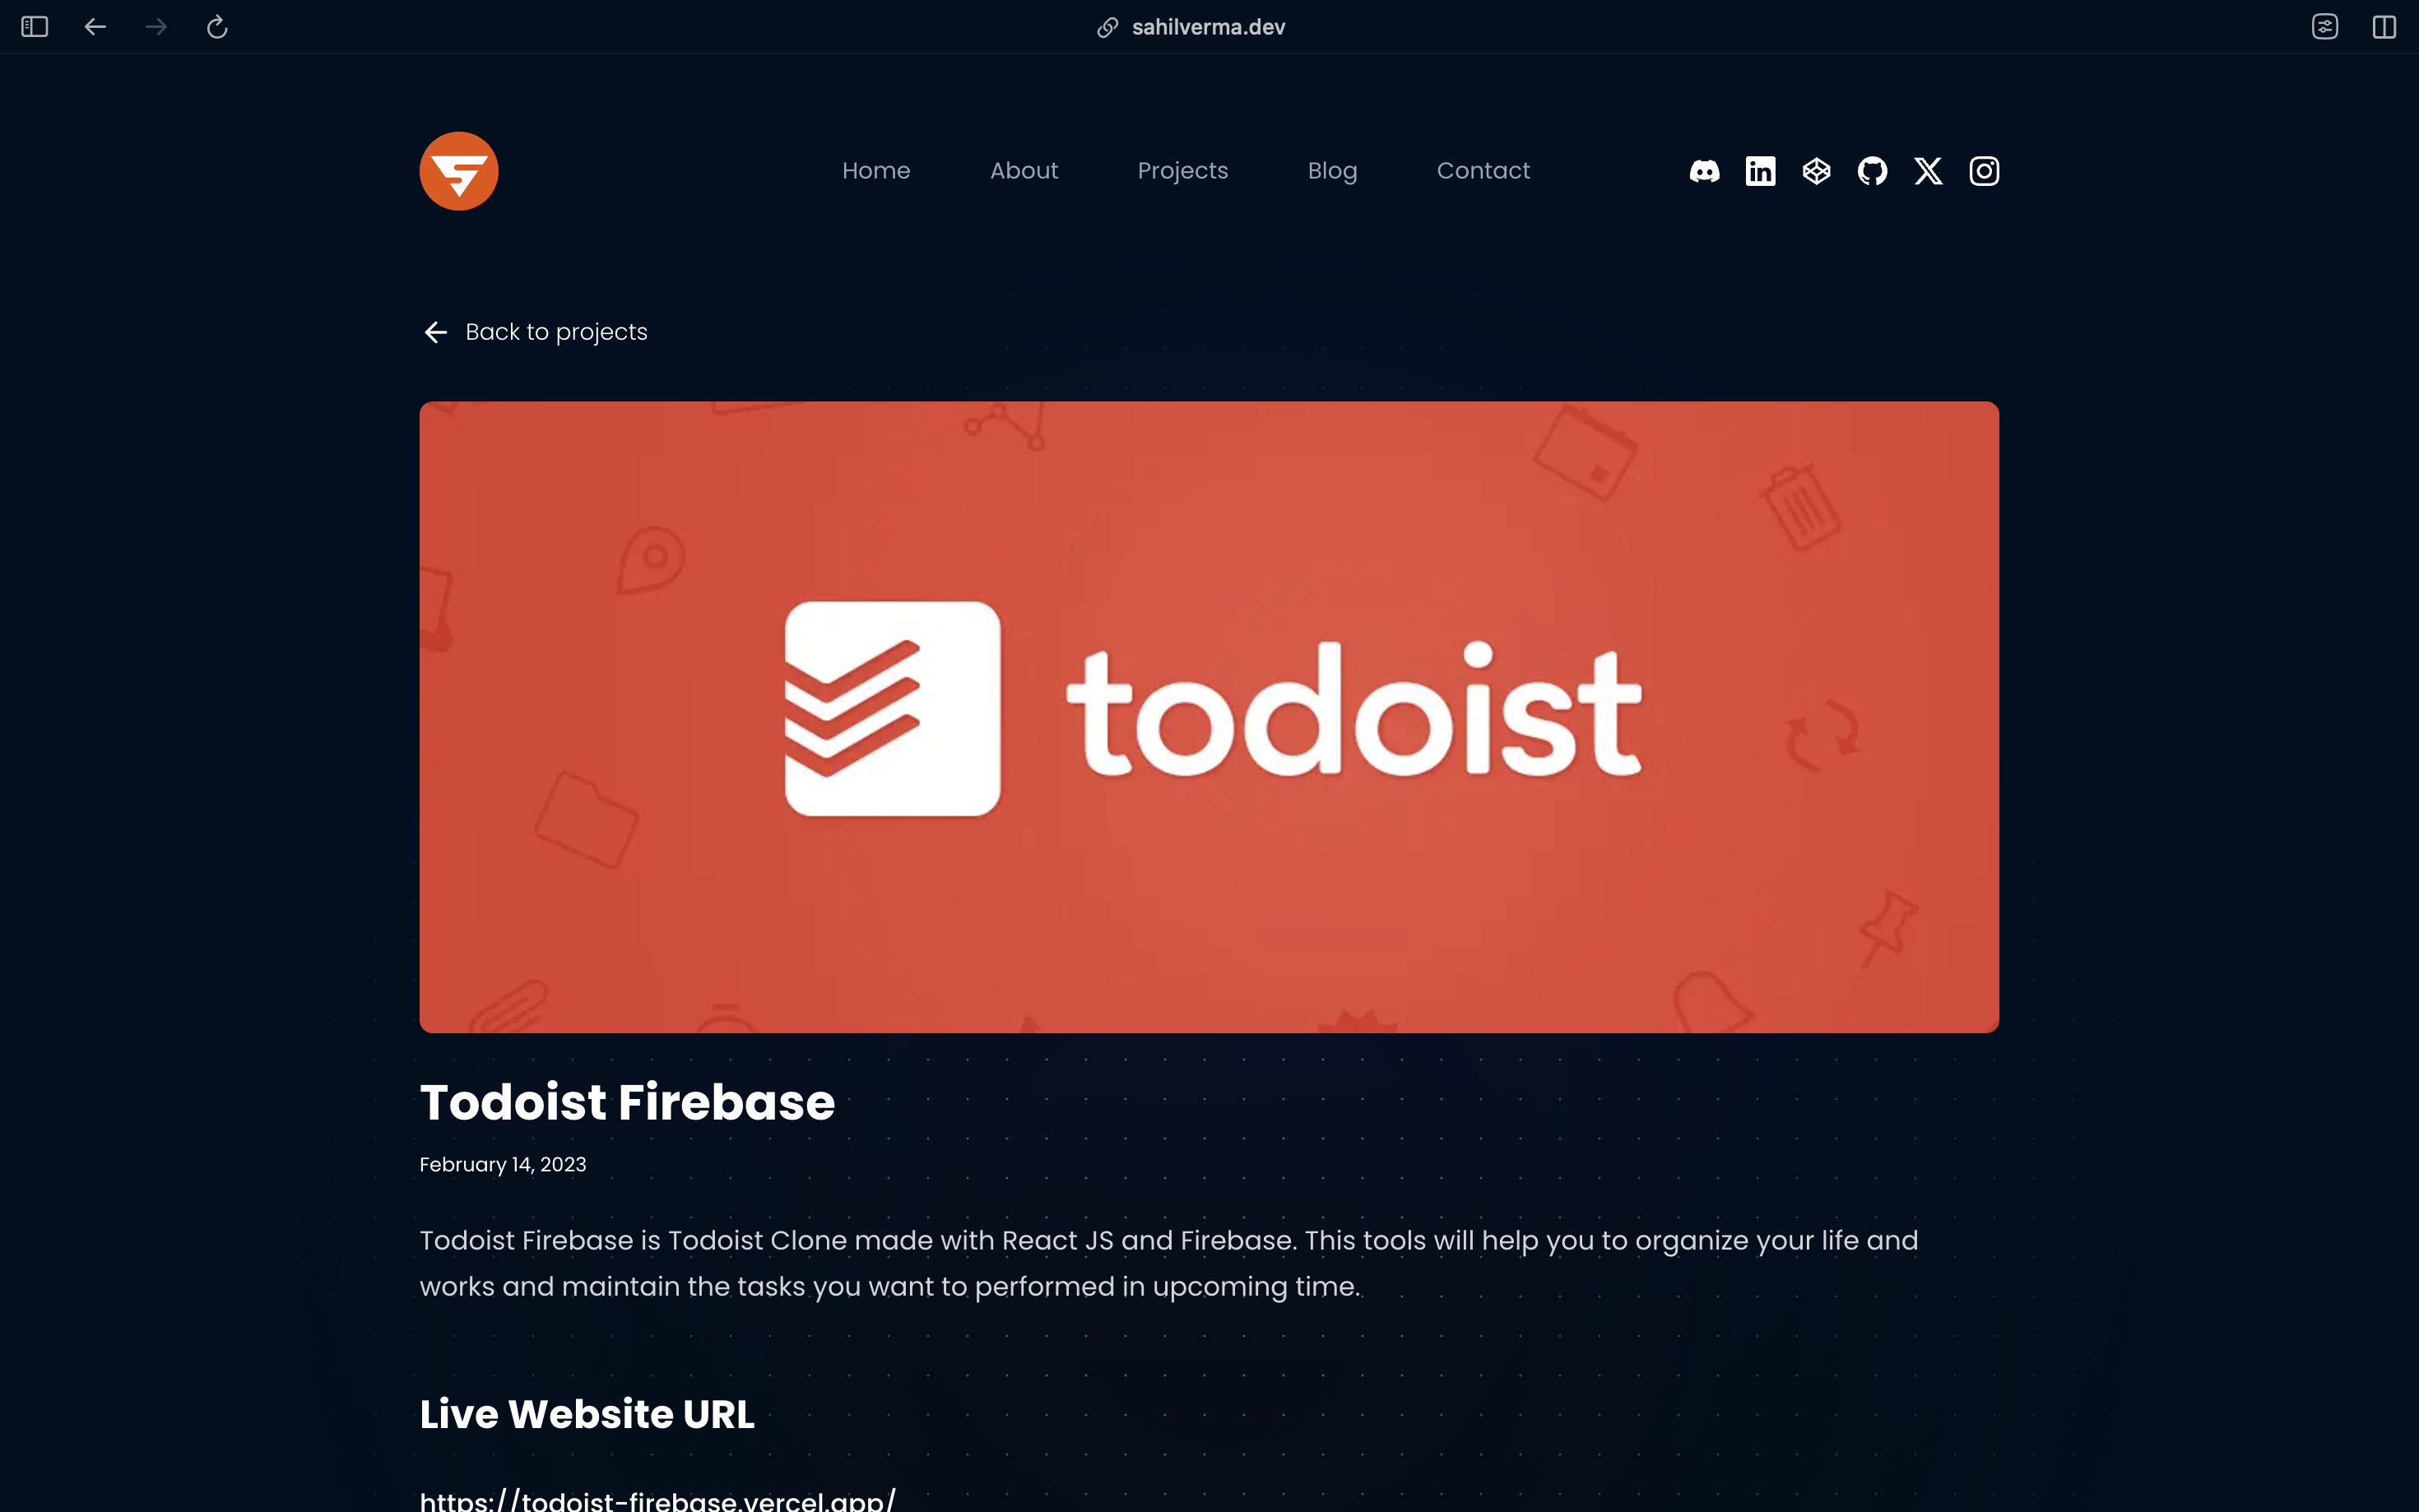 sahilverma.dev
Home About Projects Blog Contact
Back to projects
todoist
Todoist Firebase
February 14, 2023
Todoist Firebase is Todoist Clone made with React JS and Firebase. This tools will help you to organize your life and
works and maintain the tasks you want to performed in upcoming time.
Live Website URL
https://todoist-firebase.vercel.app/